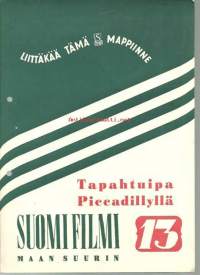 LIITTÄKÄÄ TÄMÄ MAPPIINNE
Tapahtuipa
Piccadillyllä
SUOMI FILMI 13
MAAN SUURIN